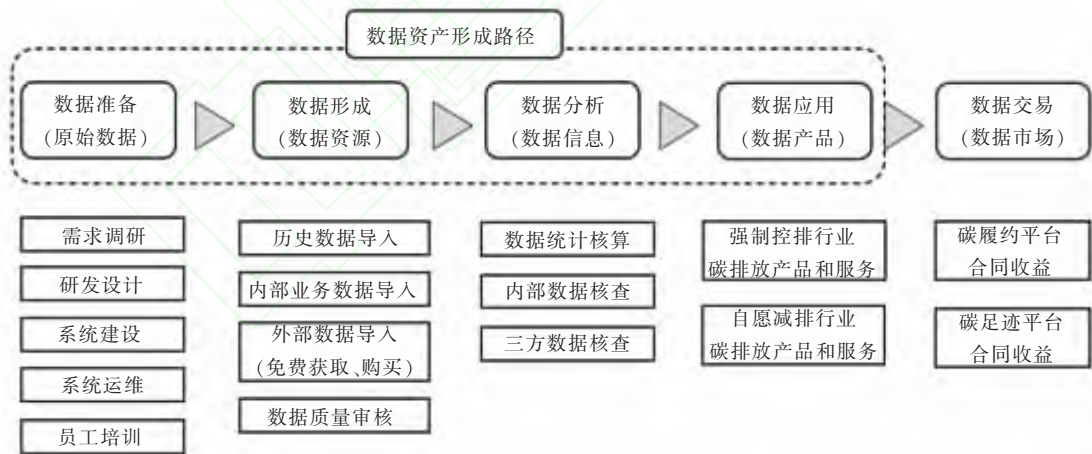 数据资产形成路径
数据准备
(原始数据)
数据形成
(数据资源)
数据分析
(数据信息)
数据应用
(数据产品)
数据交易
(数据市场)
需求调研
研发设计
系统建设
系统运维
员工培训
历史数据导入
内部业务数据导入
外部数据导入
(免费获取、购买)
数据质量审核
数据统计核算
内部数据核查
三方数据核查
强制控排行业
碳排放产品和服务
自愿减排行业
碳排放产品和服务
碳履约平台
合同收益
碳足迹平台
合同收益